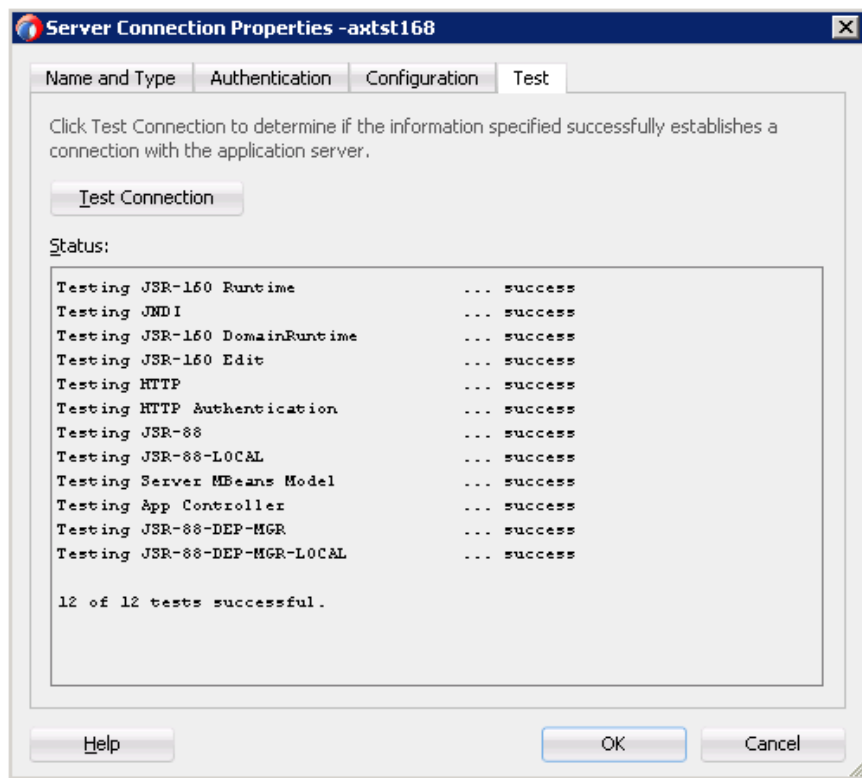 Server Connection Properties -axtst168
Name and Type Authentication Configuration Test
Click Test Connection to determine if the information specified successfully establishes a
connection with the application server.
Test Connection
Status:
Testing JSR-160 Runtime ... success
Testing JNDI ... success
Testing JSR-160 DomainRuntime ... success
Testing JSR-160 Edit ... success
Testing HTTP ... success
Testing HTTP Authentication ... success
Testing JSR-88 ... success
Testing JSR-88-LOCAL ... success
Testing Server MBeans Model ... success
Testing App Controller ... success
Testing JSR-88-DEP-MGR ... success
Testing JSR-88-DEP-MGR-LOCAL ... success
12 of 12 tests successful.
Help OK Cancel